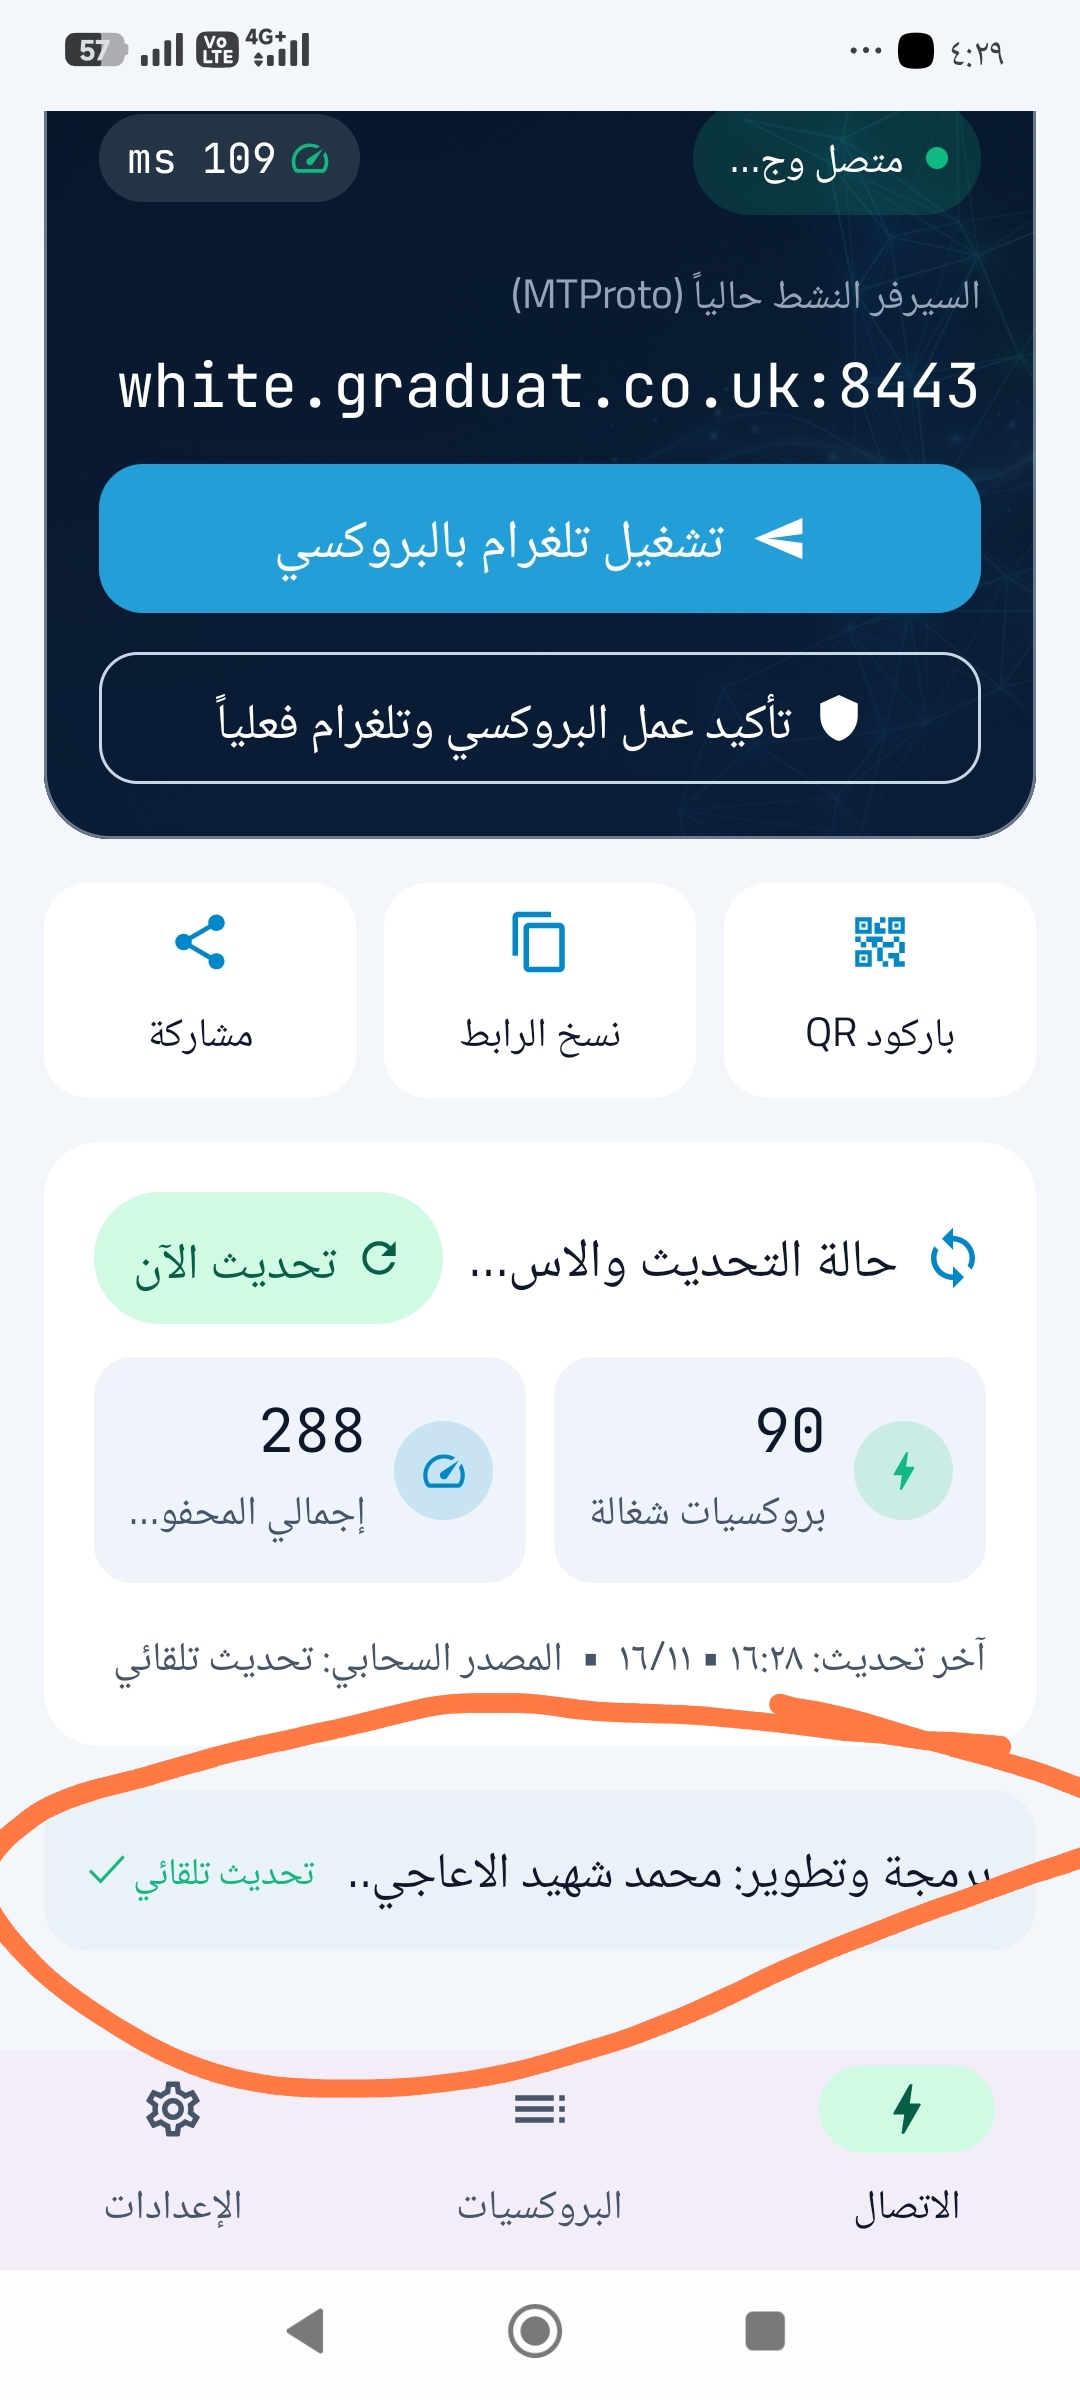 57 Vo LTE 4G+ ... ٤:٢٩
متصل وج... 109 ms
السيرفر النشط حالياً (MTProto)
white.graduat.co.uk:8443
تشغيل تلغرام بالبروكسي
تأكيد عمل البروكسي وتلغرام فعلياً
باركود QR
نسخ الرابط
مشاركة
حالة التحديث والاس... تحديث الآن
90
بروكسيات شغالة
288
إجمالي المحفو...
آخر تحديث: ١٦:٢٨ ▪ ١٦/١١ ▪ المصدر السحابي: تحديث تلقائي
برمجة وتطوير: محمد شهيد الاعاجي.. تحديث تلقائي
الاتصال
البروكسيات
الإعدادات